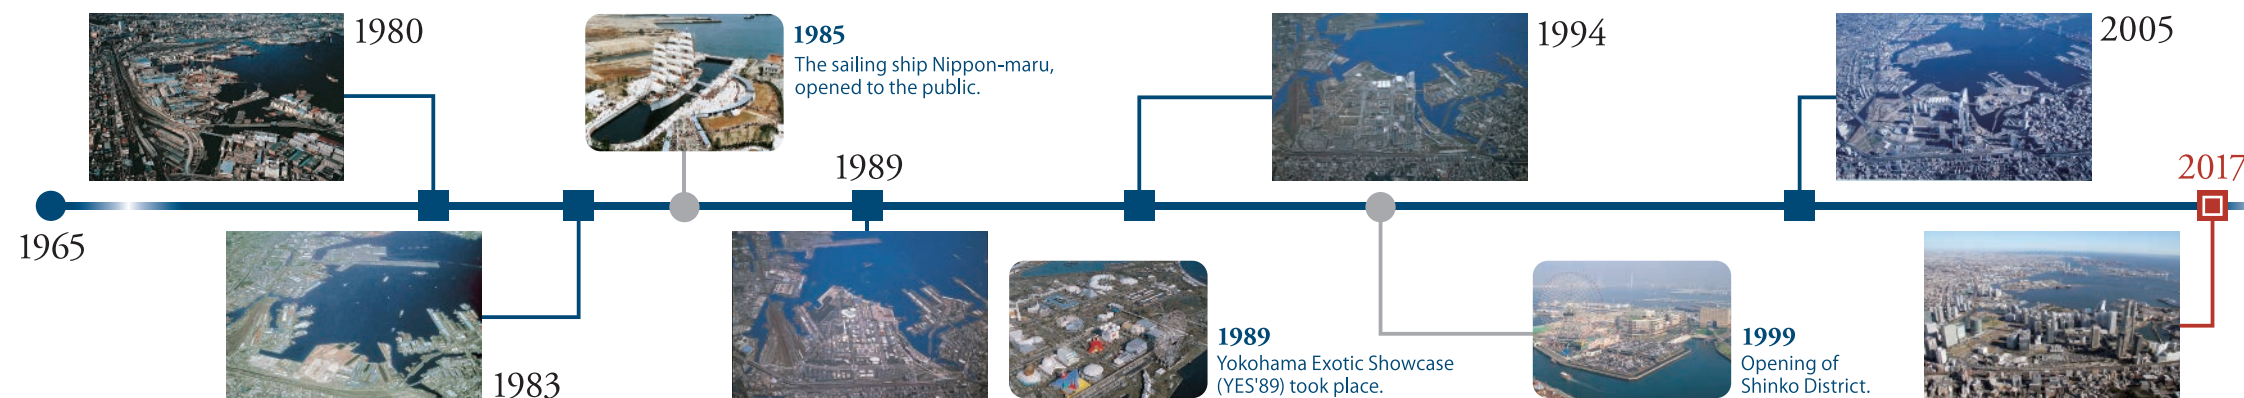 1965
1980
1983
1985
The sailing ship Nippon-maru,
opened to the public.
1989
1989
Yokohama Exotic Showcase
(YES'89) took place.
1994
1999
Opening of
Shinko District.
2005
2017